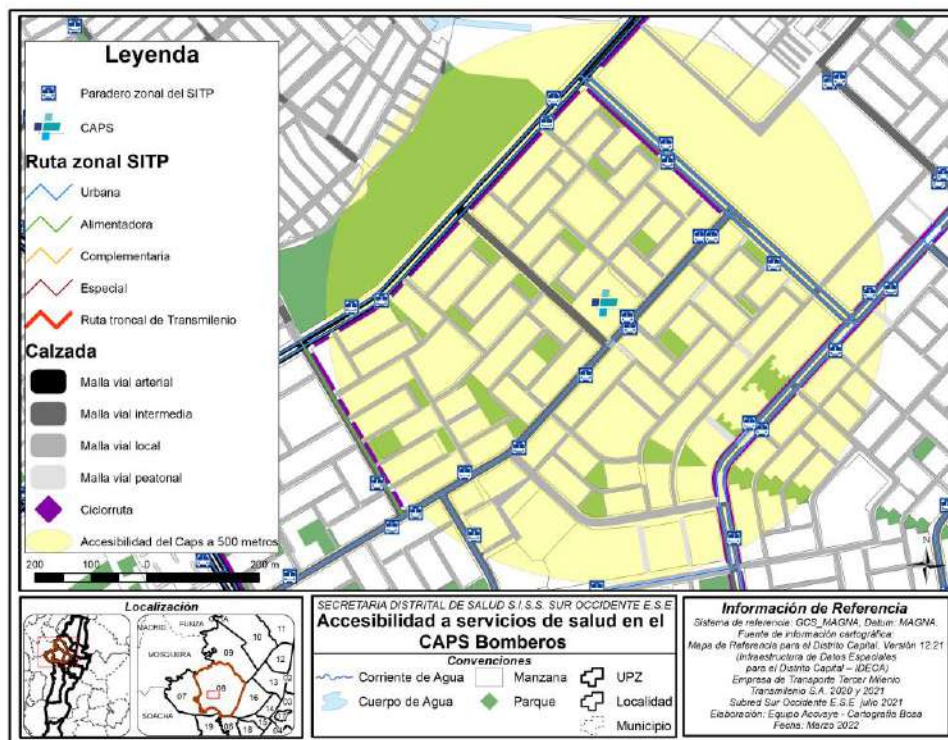 Leyenda
Paradero zonal del SITP
CAPS
Ruta zonal SITP
Urbana
Alimentadora
Complementaria
Especial
Ruta troncal de Transmilenio
Calzada
Malla vial arterial
Malla vial intermedia
Malla vial local
Malla vial peatonal
Ciclorruta
Accesibilidad del Caps a 500 metros
200 m
100
0
200 m
N
Localización
MADRID
FUNZA
MOSQUERA
SOACHA
07
08
09
10
11
12
13
16
18
19
SECRETARIA DISTRITAL DE SALUD S.I.S.S. SUR OCCIDENTE E.S.E
Accesibilidad a servicios de salud en el
CAPS Bomberos
Convenciones
Corriente de Agua
Manzana
UPZ
Cuerpo de Agua
Parque
Localidad
Municipio
Información de Referencia
Sistema de referencia: GCS_MAGNA, Datum: MAGNA.
Fuente de información cartográfica:
Mapa de Referencia para el Distrito Capital. Versión 12.21
(Infraestructura de Datos Espaciales
para el Distrito Capital – IDECA)
Empresa de Transporte Tercer Milenio
Transmilenio S.A. 2020 y 2021
Subred Sur Occidente E.S.E julio 2021
Elaboración: Equipo Acovaye - Cartografía Bosa
Fecha: Marzo 2022